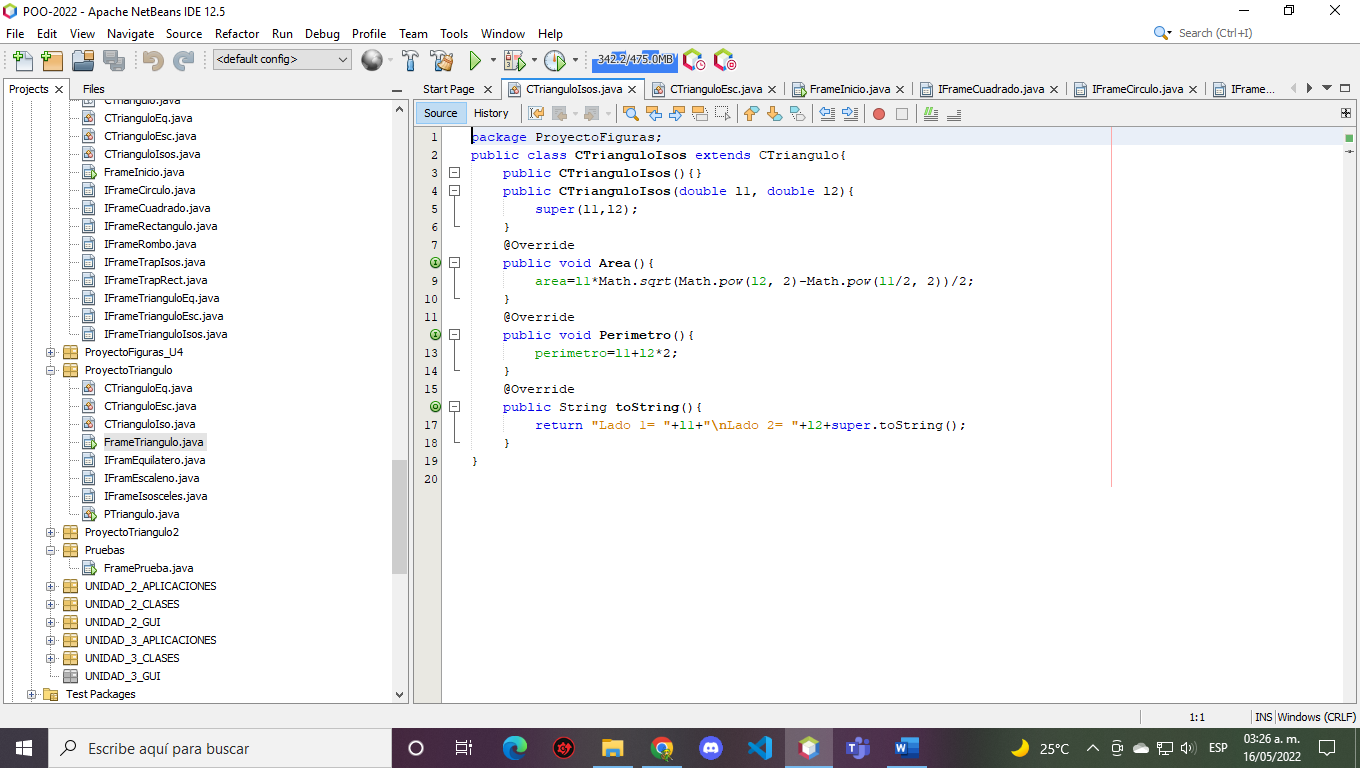 POO-2022 - Apache NetBeans IDE 12.5
File Edit View Navigate Source Refactor Run Debug Profile Team Tools Window Help
Search (Ctrl+I)
<default config>
342.2/475.0MB
Projects Files
Start Page CTrianguloIsos.java CTrianguloEsc.java FrameInicio.java IFrameCuadrado.java IFrameCirculo.java IFrame...
Source History
CTriangulo.java
CTrianguloEq.java
CTrianguloEsc.java
CTrianguloIsos.java
FrameInicio.java
IFrameCirculo.java
IFrameCuadrado.java
IFrameRectangulo.java
IFrameRombo.java
IFrameTrapIsos.java
IFrameTrapRect.java
IFrameTrianguloEq.java
IFrameTrianguloEsc.java
IFrameTrianguloIsos.java
ProyectoFiguras_U4
ProyectoTriangulo
CTrianguloEq.java
CTrianguloEsc.java
CTrianguloIso.java
FrameTriangulo.java
IFramEquilatero.java
IFramEscaleno.java
IFrameIsosceles.java
PTriangulo.java
ProyectoTriangulo2
Pruebas
FramePrueba.java
UNIDAD_2_APLICACIONES
UNIDAD_2_CLASES
UNIDAD_2_GUI
UNIDAD_3_APLICACIONES
UNIDAD_3_CLASES
UNIDAD_3_GUI
Test Packages
1 package ProyectoFiguras;
2 public class CTrianguloIsos extends CTriangulo{
3 public CTrianguloIsos(){}
4 public CTrianguloIsos(double l1, double l2){
5 super(l1,l2);
6 }
7 @Override
public void Area(){
9 area=l1*Math.sqrt(Math.pow(l2, 2)-Math.pow(l1/2, 2))/2;
10 }
11 @Override
public void Perimetro(){
13 perimetro=l1+l2*2;
14 }
15 @Override
public String toString(){
17 return "Lado 1= "+l1+"\nLado 2= "+l2+super.toString();
18 }
19 }
20
1:1 INS Windows (CRLF)
Escribe aquí para buscar
25°C
ESP
03:26 a. m.
16/05/2022